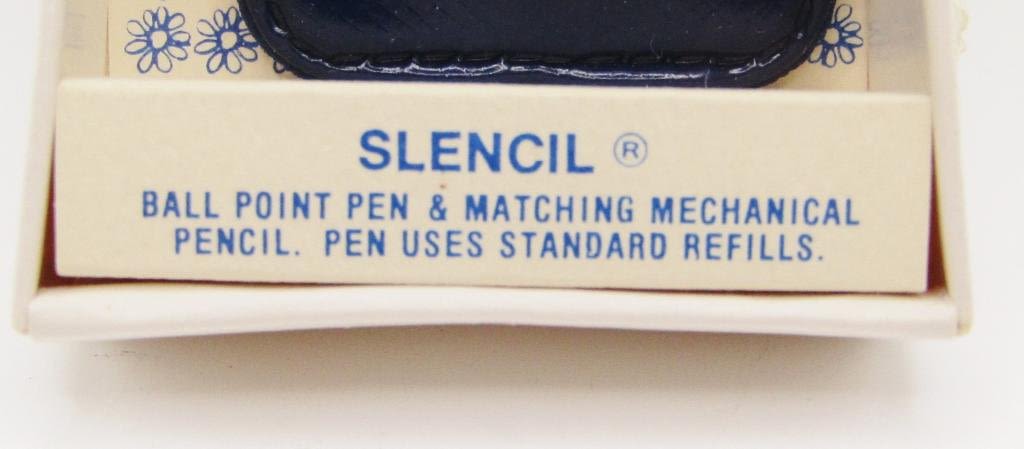 SLENCIL ®
BALL POINT PEN & MATCHING MECHANICAL
PENCIL. PEN USES STANDARD REFILLS.